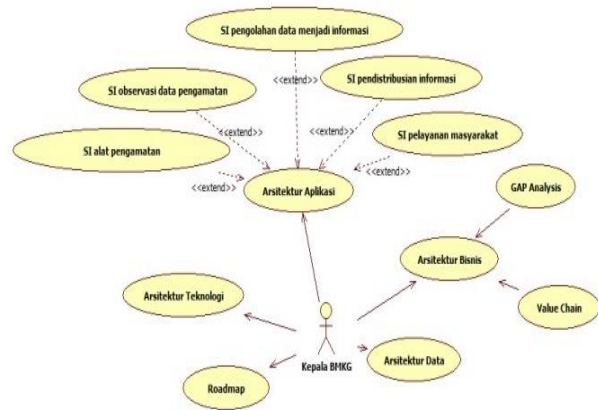 SI pengolahan data menjadi informasi
SI observasi data pengamatan
<<extend>>
SI pendistribusian informasi
<<extend>>
<<extend>>
SI alat pengamatan
SI pelayanan masyarakat
<<extend>>
<<extend>>
Arsitektur Aplikasi
GAP Analysis
Arsitektur Bisnis
Arsitektur Teknologi
Value Chain
Kepala BMKG
Arsitektur Data
Roadmap